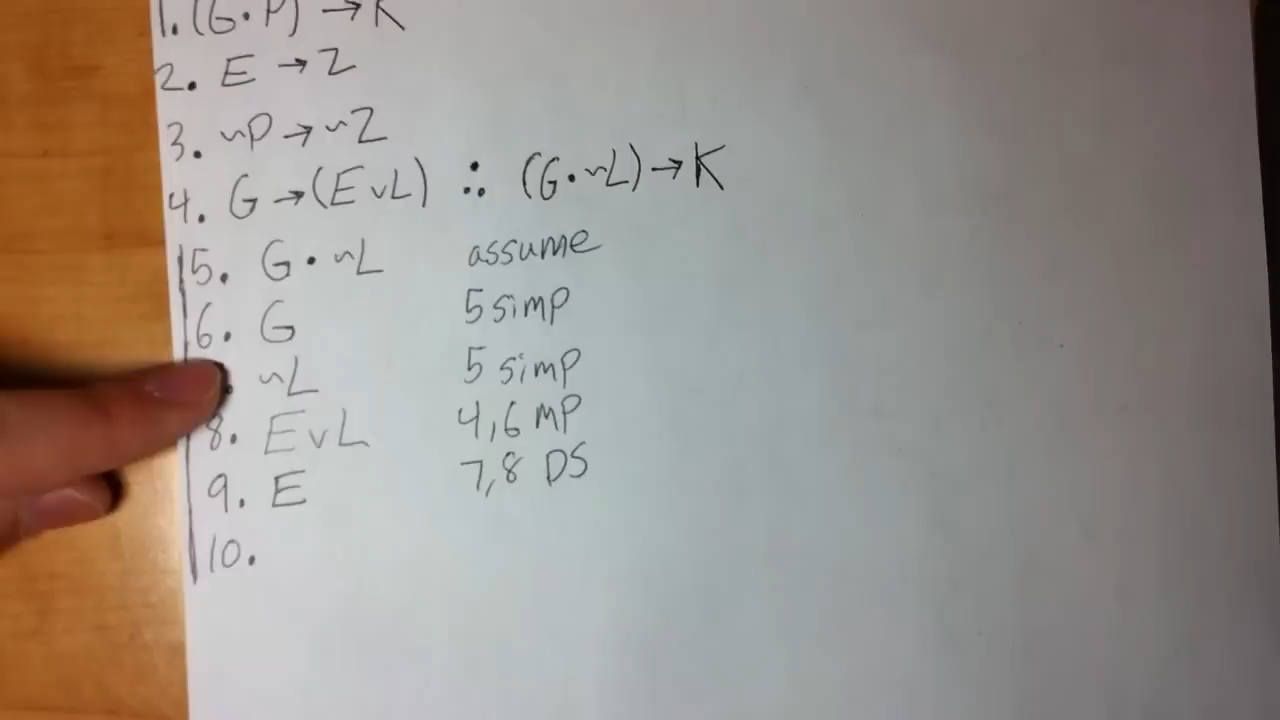 1. (G • P) → K
2. E → Z
3. ~P → ~Z
4. G → (E v L) ∴ (G • ~L) → K
5. G • ~L assume
6. G 5 simp
~L 5 simp
8. E v L 4,6 MP
9. E 7,8 DS
10.